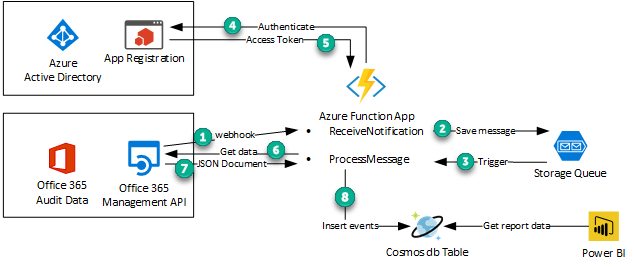 4
Authenticate
Access Token
5
Azure
Active Directory
App Registration
Azure Function App
1
webhook
• ReceiveNotification
2
Save message
Get data
6
7
JSON Document
• ProcessMessage
3
Trigger
Storage Queue
Office 365
Audit Data
Office 365
Management API
8
Insert events
Get report data
Cosmos db Table
Power BI